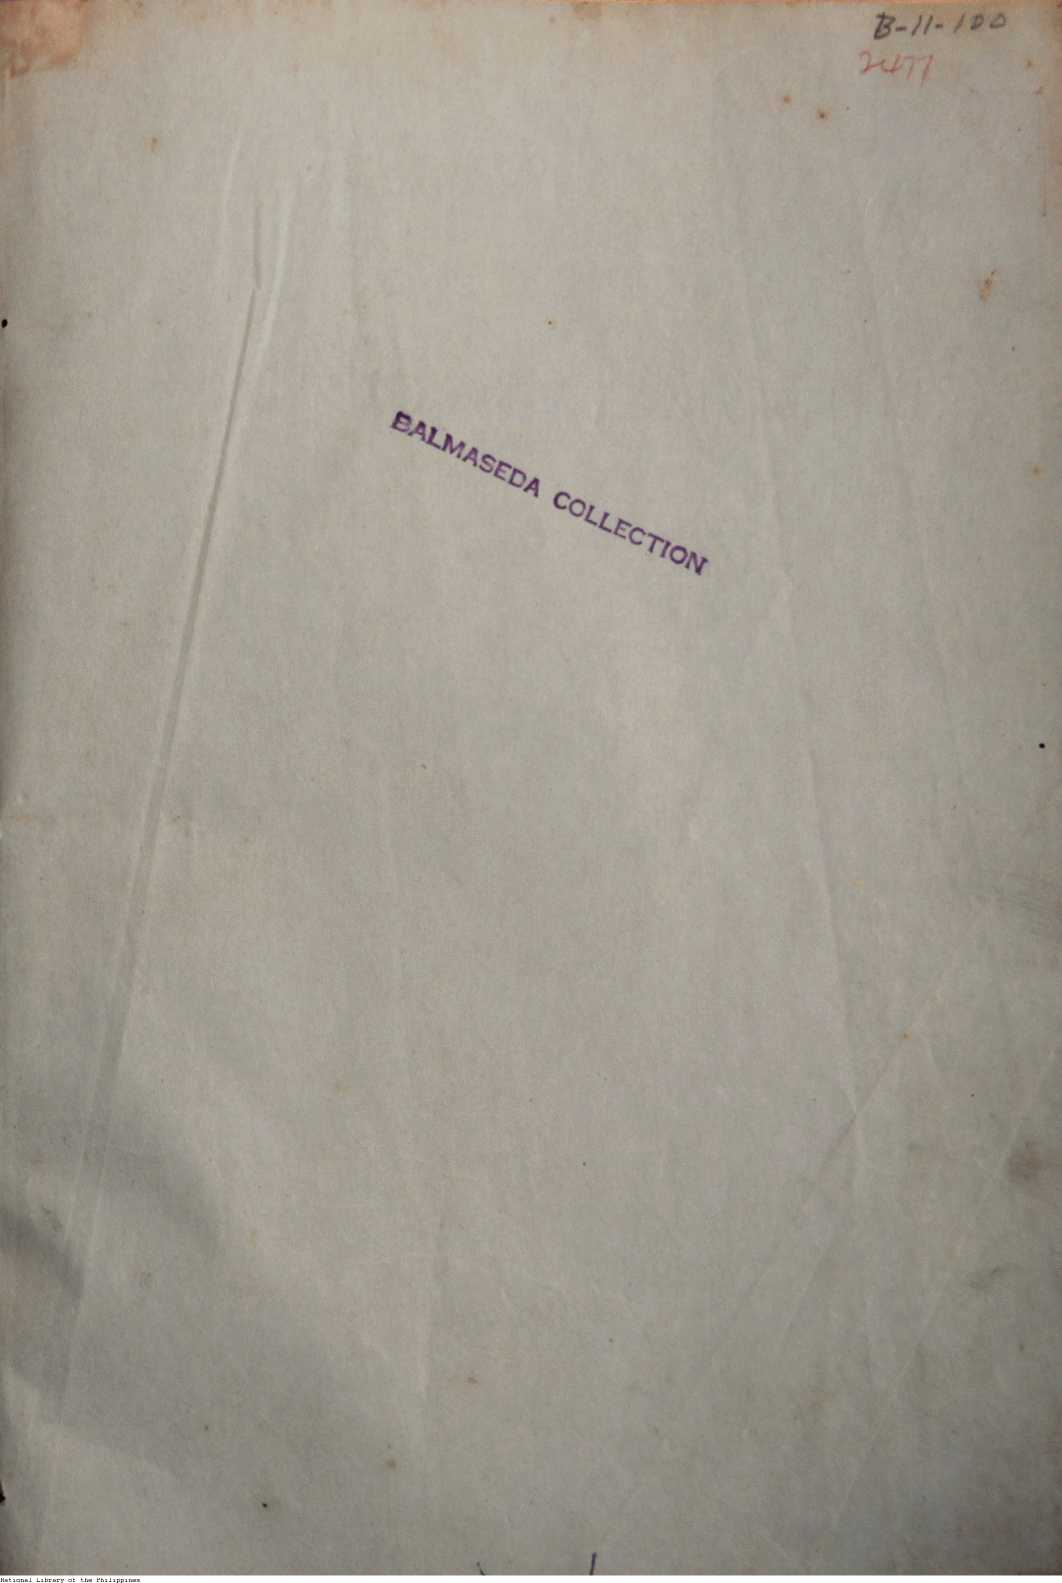 B-11-100
2477
BALMASEDA COLLECTION
National Library of the Philippines